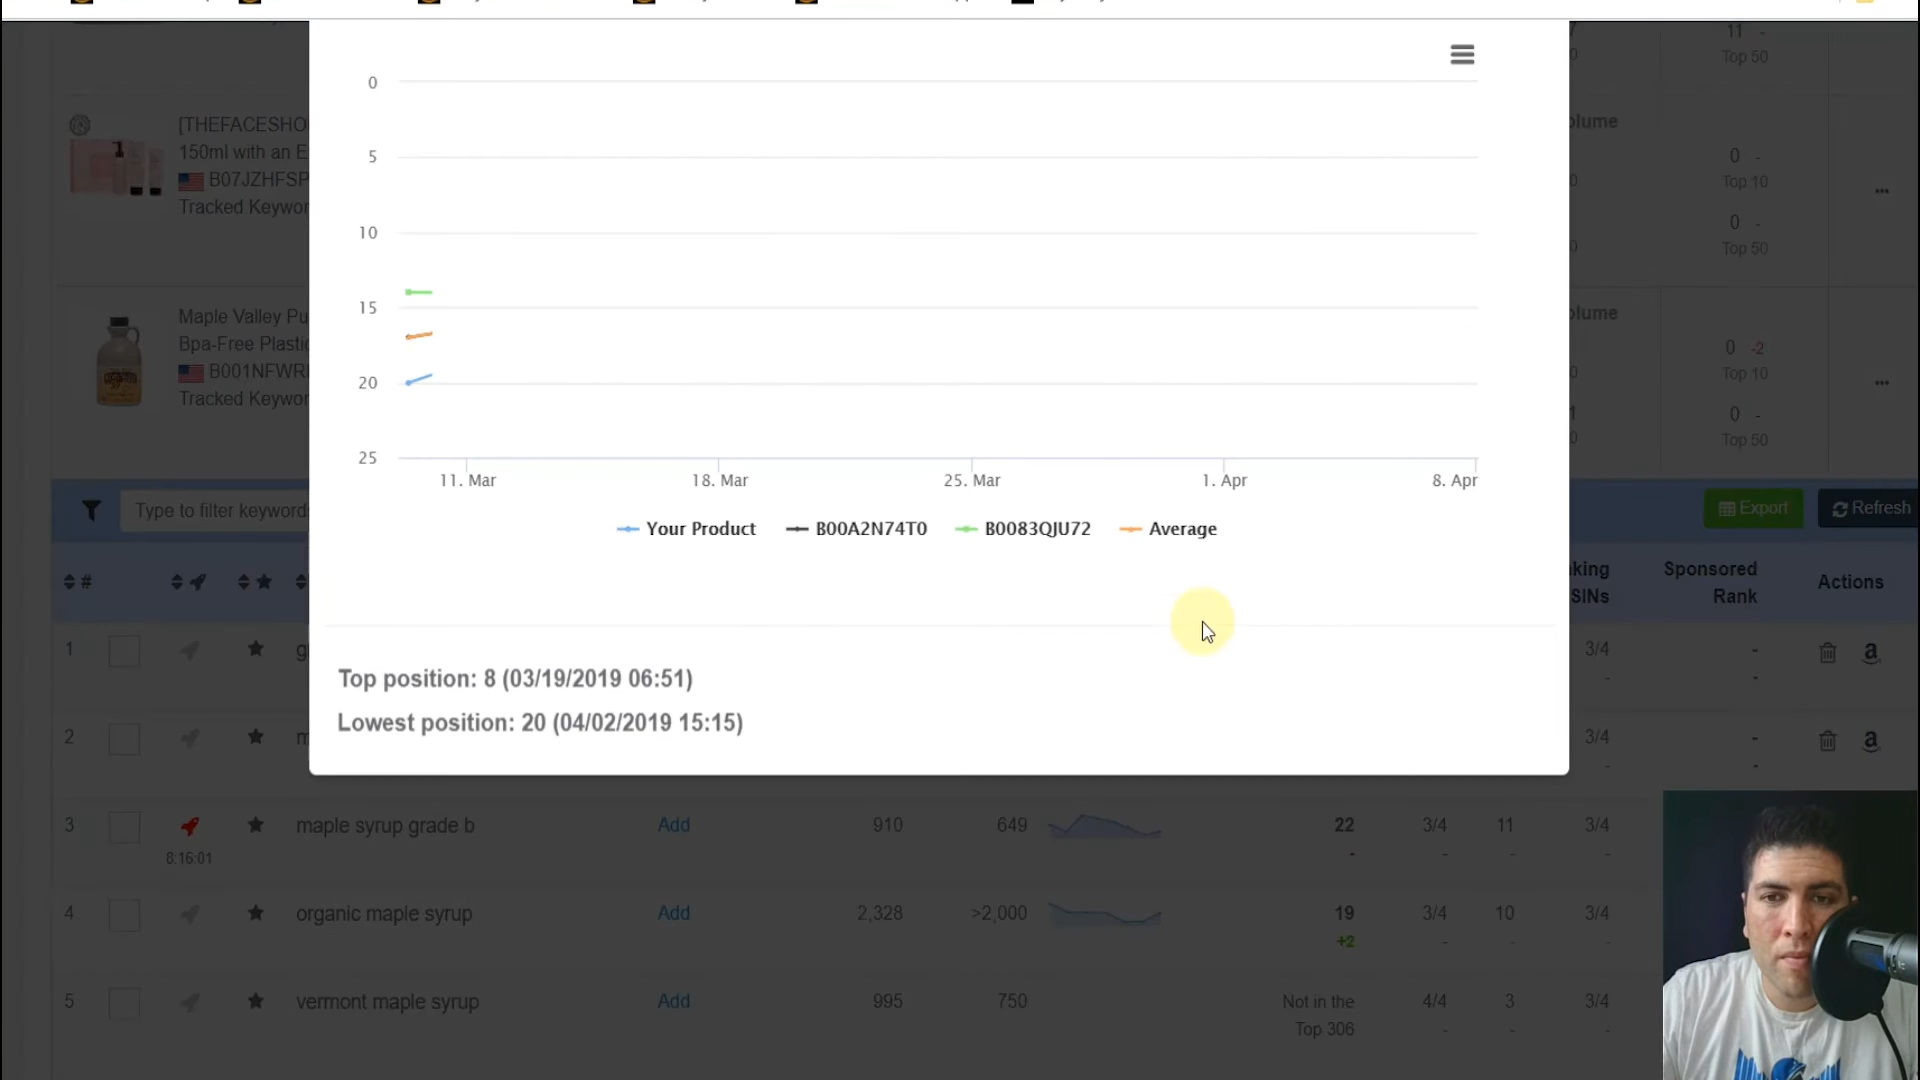 0
5
10
15
20
25
11. Mar 18. Mar 25. Mar 1. Apr 8. Apr
Your Product B00A2N74T0 B0083QJU72 Average
Top position: 8 (03/19/2019 06:51)
Lowest position: 20 (04/02/2019 15:15)
11 -
Top 50
[THEFACESHO
150ml with an E
B07JZHFSP
Tracked Keywor
0 -
Top 10
0 -
Top 50
Maple Valley Pu
Bpa-Free Plastic
B001NFWR
Tracked Keywor
0 -2
Top 10
0 -
Top 50
Type to filter keyword
Export Refresh
#
king
SINs
Sponsored
Rank
Actions
1 3/4 -
- -
2 3/4 -
- -
3 maple syrup grade b Add 910 649 22 3/4 11 3/4
8:16:01 - - - -
4 organic maple syrup Add 2,328 >2,000 19 3/4 10 3/4
+2 - - -
5 vermont maple syrup Add 995 750 Not in the 4/4 3 3/4
Top 306 - - -